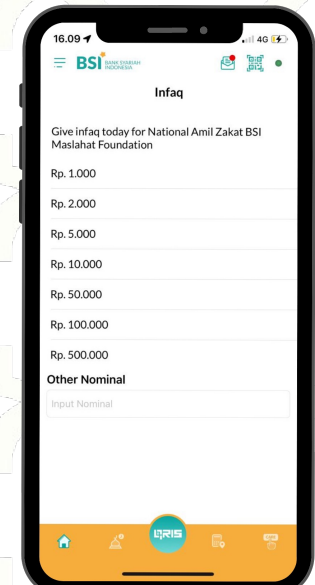 16.09
4G
BSI BANK SYARIAH
INDONESIA
Infaq
Give infaq today for National Amil Zakat BSI
Maslahat Foundation
Rp. 1.000
Rp. 2.000
Rp. 5.000
Rp. 10.000
Rp. 50.000
Rp. 100.000
Rp. 500.000
Other Nominal
Input Nominal
QRIS